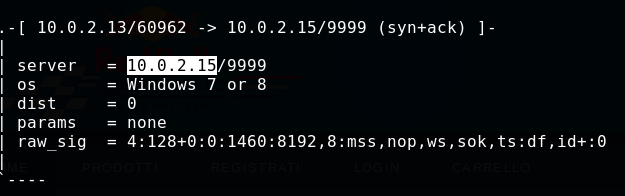 .-[ 10.0.2.13/60962 -> 10.0.2.15/9999 (syn+ack) ]-
|
| server   = 10.0.2.15/9999
| os       = Windows 7 or 8
| dist     = 0
| params   = none
| raw_sig  = 4:128+0:0:1460:8192,8:mss,nop,ws,sok,ts:df,id+:0
|
OME PRODOTTI REGISTRATI LOGIN CARRELLO
`----